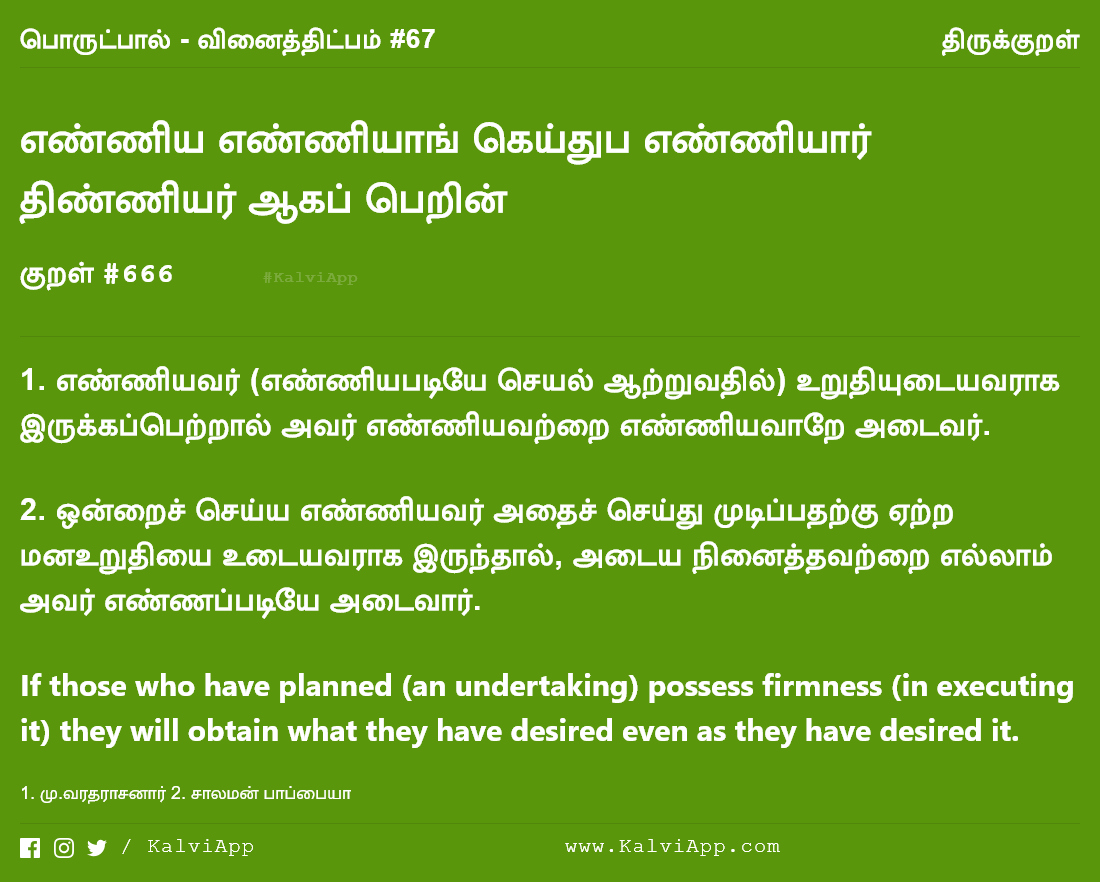 பொருட்பால் - வினைத்திட்பம் #67 திருக்குறள்
எண்ணிய எண்ணியாங் கெய்துப எண்ணியார்
திண்ணியர் ஆகப் பெறின்
குறள் #666 #KalviApp
1. எண்ணியவர் (எண்ணியபடியே செயல் ஆற்றுவதில்) உறுதியுடையவராக
இருக்கப்பெற்றால் அவர் எண்ணியவற்றை எண்ணியவாறே அடைவர்.
2. ஒன்றைச் செய்ய எண்ணியவர் அதைச் செய்து முடிப்பதற்கு ஏற்ற
மனஉறுதியை உடையவராக இருந்தால், அடைய நினைத்தவற்றை எல்லாம்
அவர் எண்ணப்படியே அடைவார்.
If those who have planned (an undertaking) possess firmness (in executing
it) they will obtain what they have desired even as they have desired it.
1. மு.வரதராசனார் 2. சாலமன் பாப்பையா
/ KalviApp www.KalviApp.com